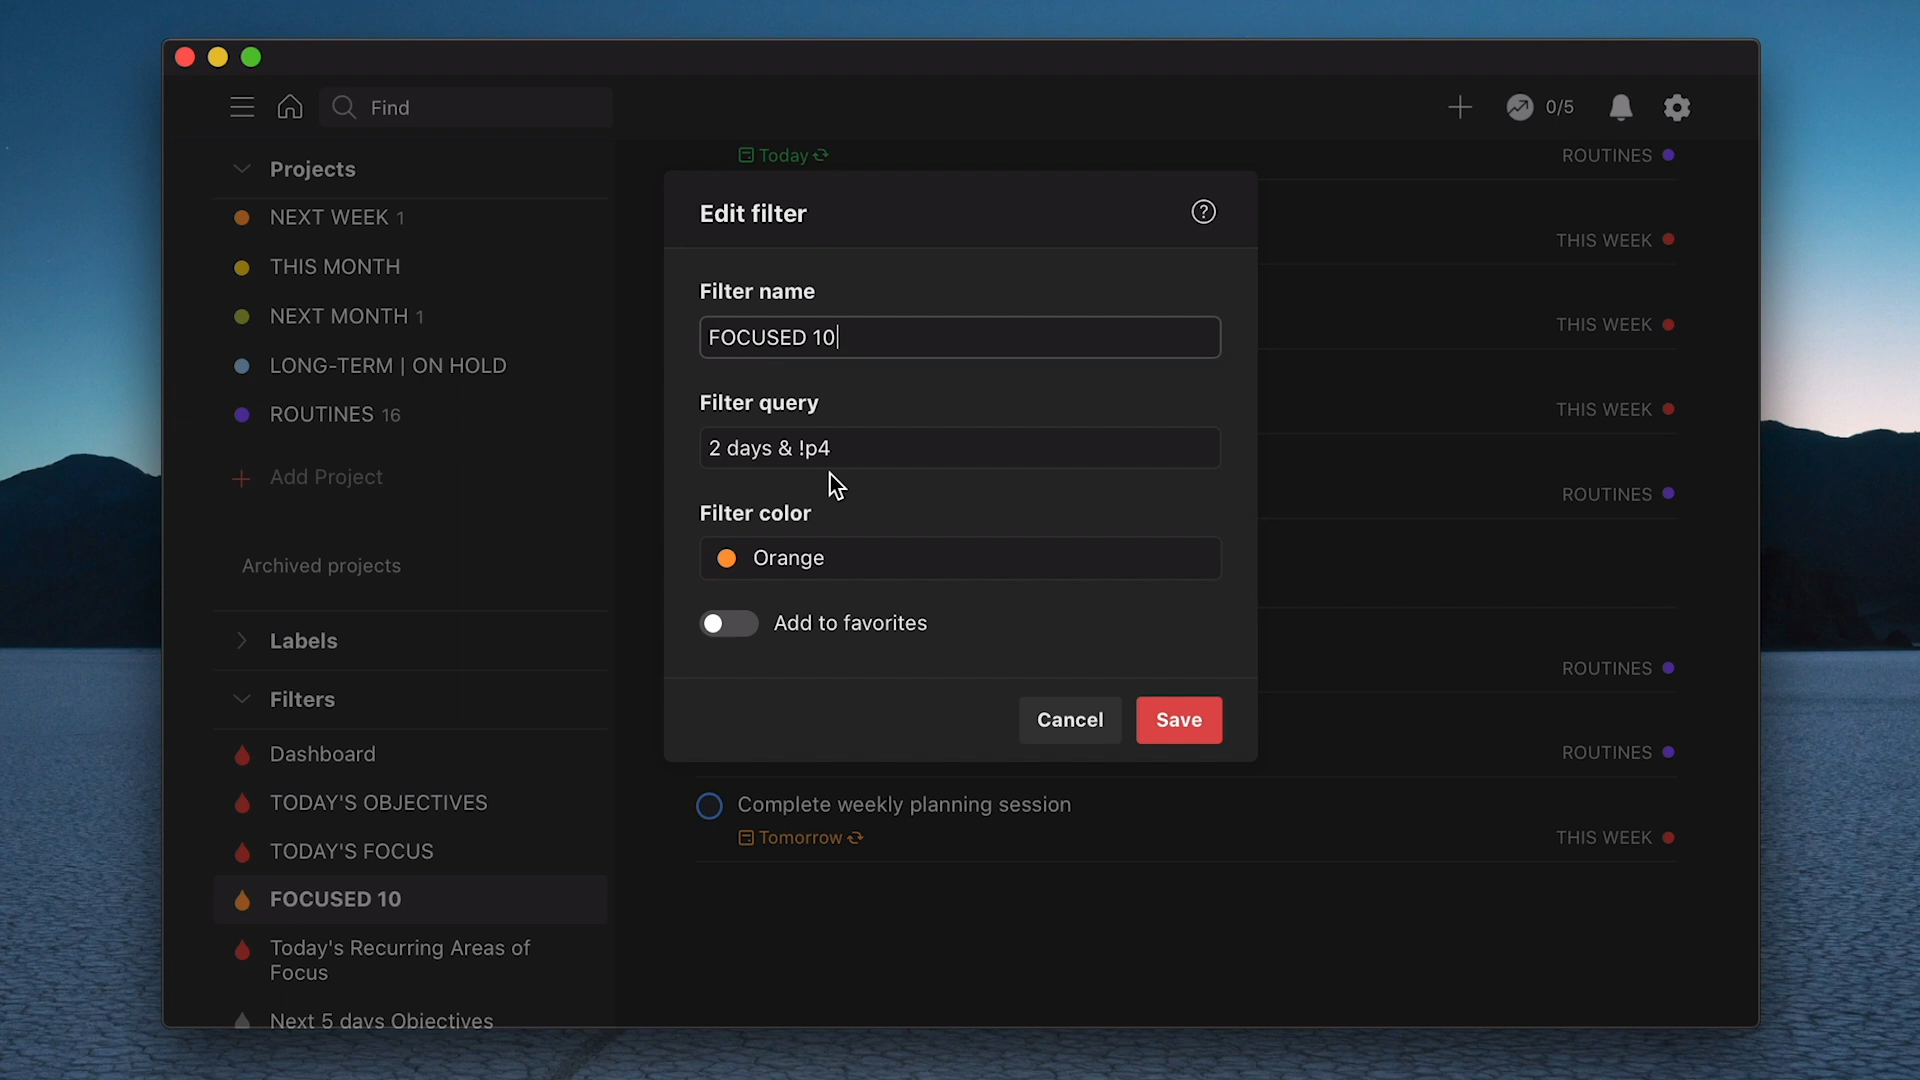 Find
0/5
Projects
NEXT WEEK 1
THIS MONTH
NEXT MONTH 1
LONG-TERM | ON HOLD
ROUTINES 16
Add Project
Archived projects
Labels
Filters
Dashboard
TODAY'S OBJECTIVES
TODAY'S FOCUS
FOCUSED 10
Today's Recurring Areas of
Focus
Next 5 days Objectives
Today
ROUTINES
THIS WEEK
THIS WEEK
THIS WEEK
ROUTINES
ROUTINES
ROUTINES
Complete weekly planning session
Tomorrow
THIS WEEK
Edit filter
?
Filter name
FOCUSED 10
Filter query
2 days & !p4
Filter color
Orange
Add to favorites
Cancel
Save